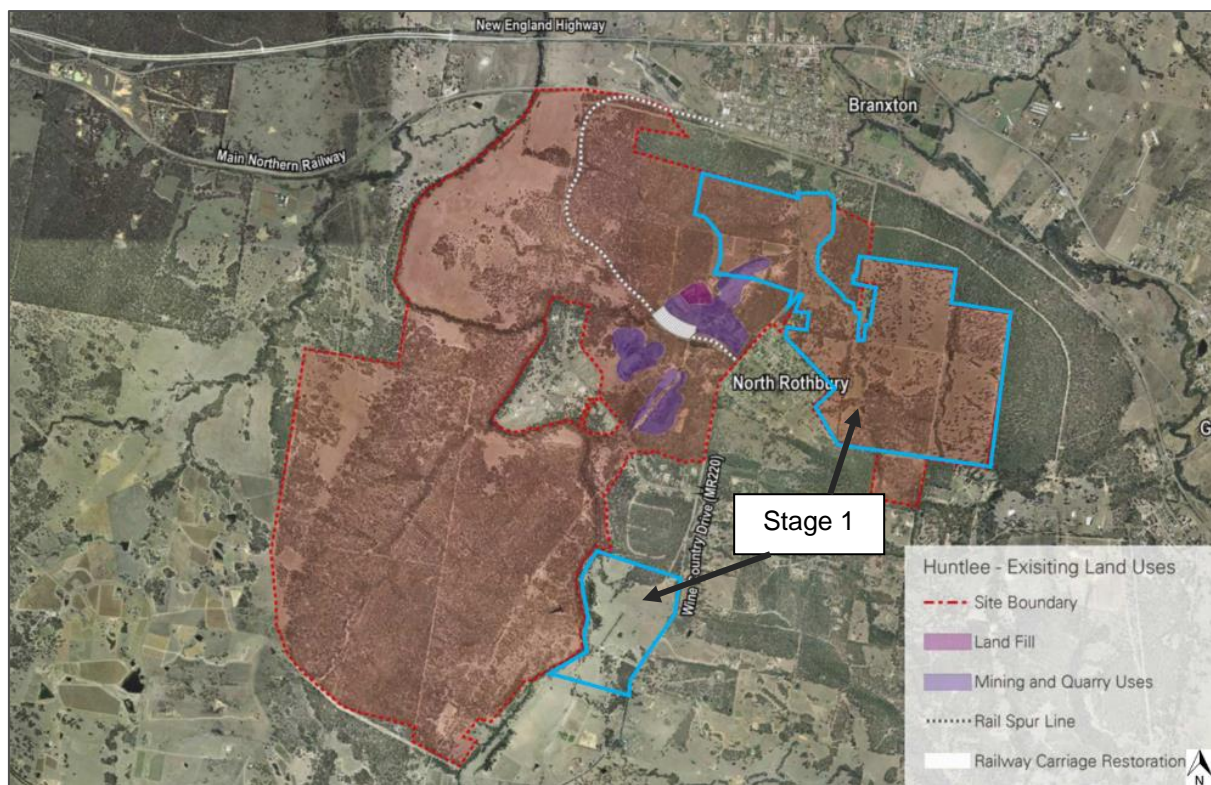 New England Highway
Branxton
Main Northern Railway
North Rothbury
Wine Country Drive (MR220)
Stage 1
G
Huntlee - Exisiting Land Uses
Site Boundary
Land Fill
Mining and Quarry Uses
Rail Spur Line
Railway Carriage Restoration
N